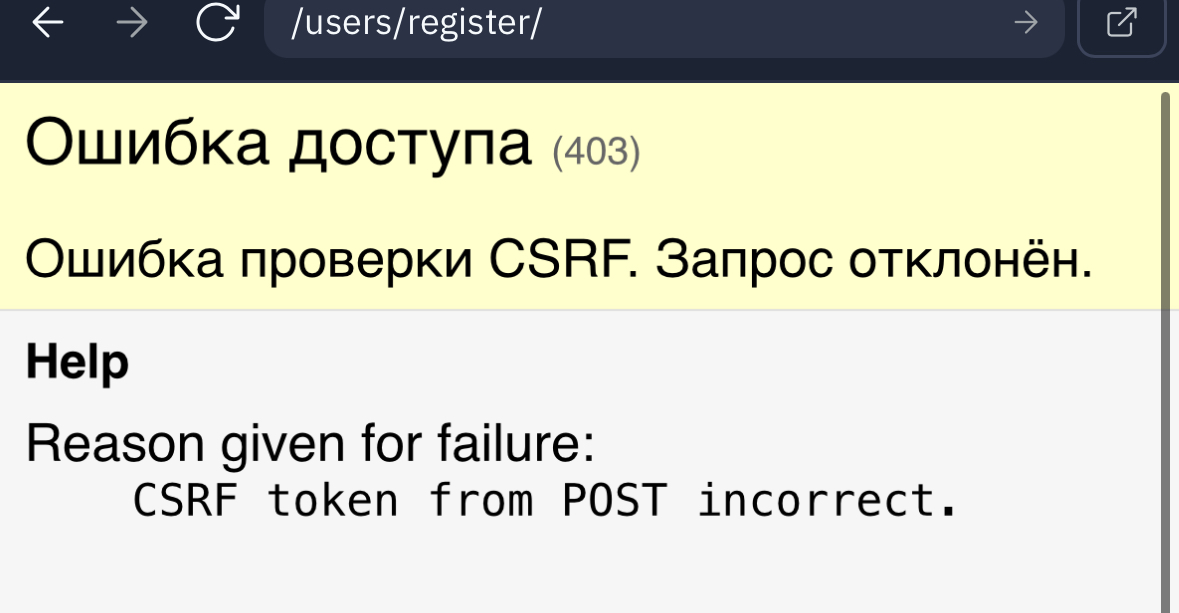 /users/register/
Ошибка доступа (403)
Ошибка проверки CSRF. Запрос отклонён.
Help
Reason given for failure:
CSRF token from POST incorrect.